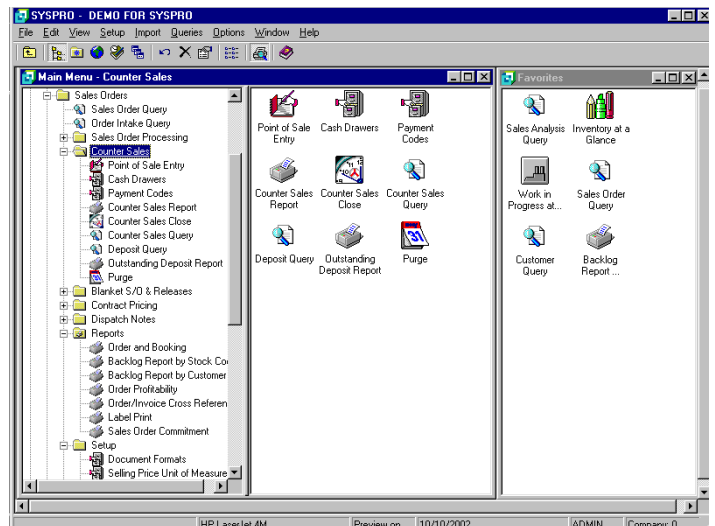 SYSPRO - DEMO FOR SYSPRO
File Edit View Setup Import Queries Options Window Help
Main Menu - Counter Sales
Sales Orders
Sales Order Query
Order Intake Query
Sales Order Processing
Counter Sales
Point of Sale Entry
Cash Drawers
Payment Codes
Counter Sales Report
Counter Sales Close
Counter Sales Query
Deposit Query
Outstanding Deposit Report
Purge
Blanket S/O & Releases
Contract Pricing
Dispatch Notes
Reports
Order and Booking
Backlog Report by Stock Co
Backlog Report by Customer
Order Profitability
Order/Invoice Cross Referen
Label Print
Sales Order Commitment
Setup
Document Formats
Selling Price Unit of Measure
Point of Sale Entry
Cash Drawers
Payment Codes
Counter Sales Report
Counter Sales Close
Counter Sales Query
Deposit Query
Outstanding Deposit Report
31
Purge
Favorites
Sales Analysis Query
Inventory at a Glance
Work in Progress at...
Sales Order Query
Customer Query
Backlog Report ...
HP LaserJet 4M Preview on 10/10/2002 ADMIN Company: 0